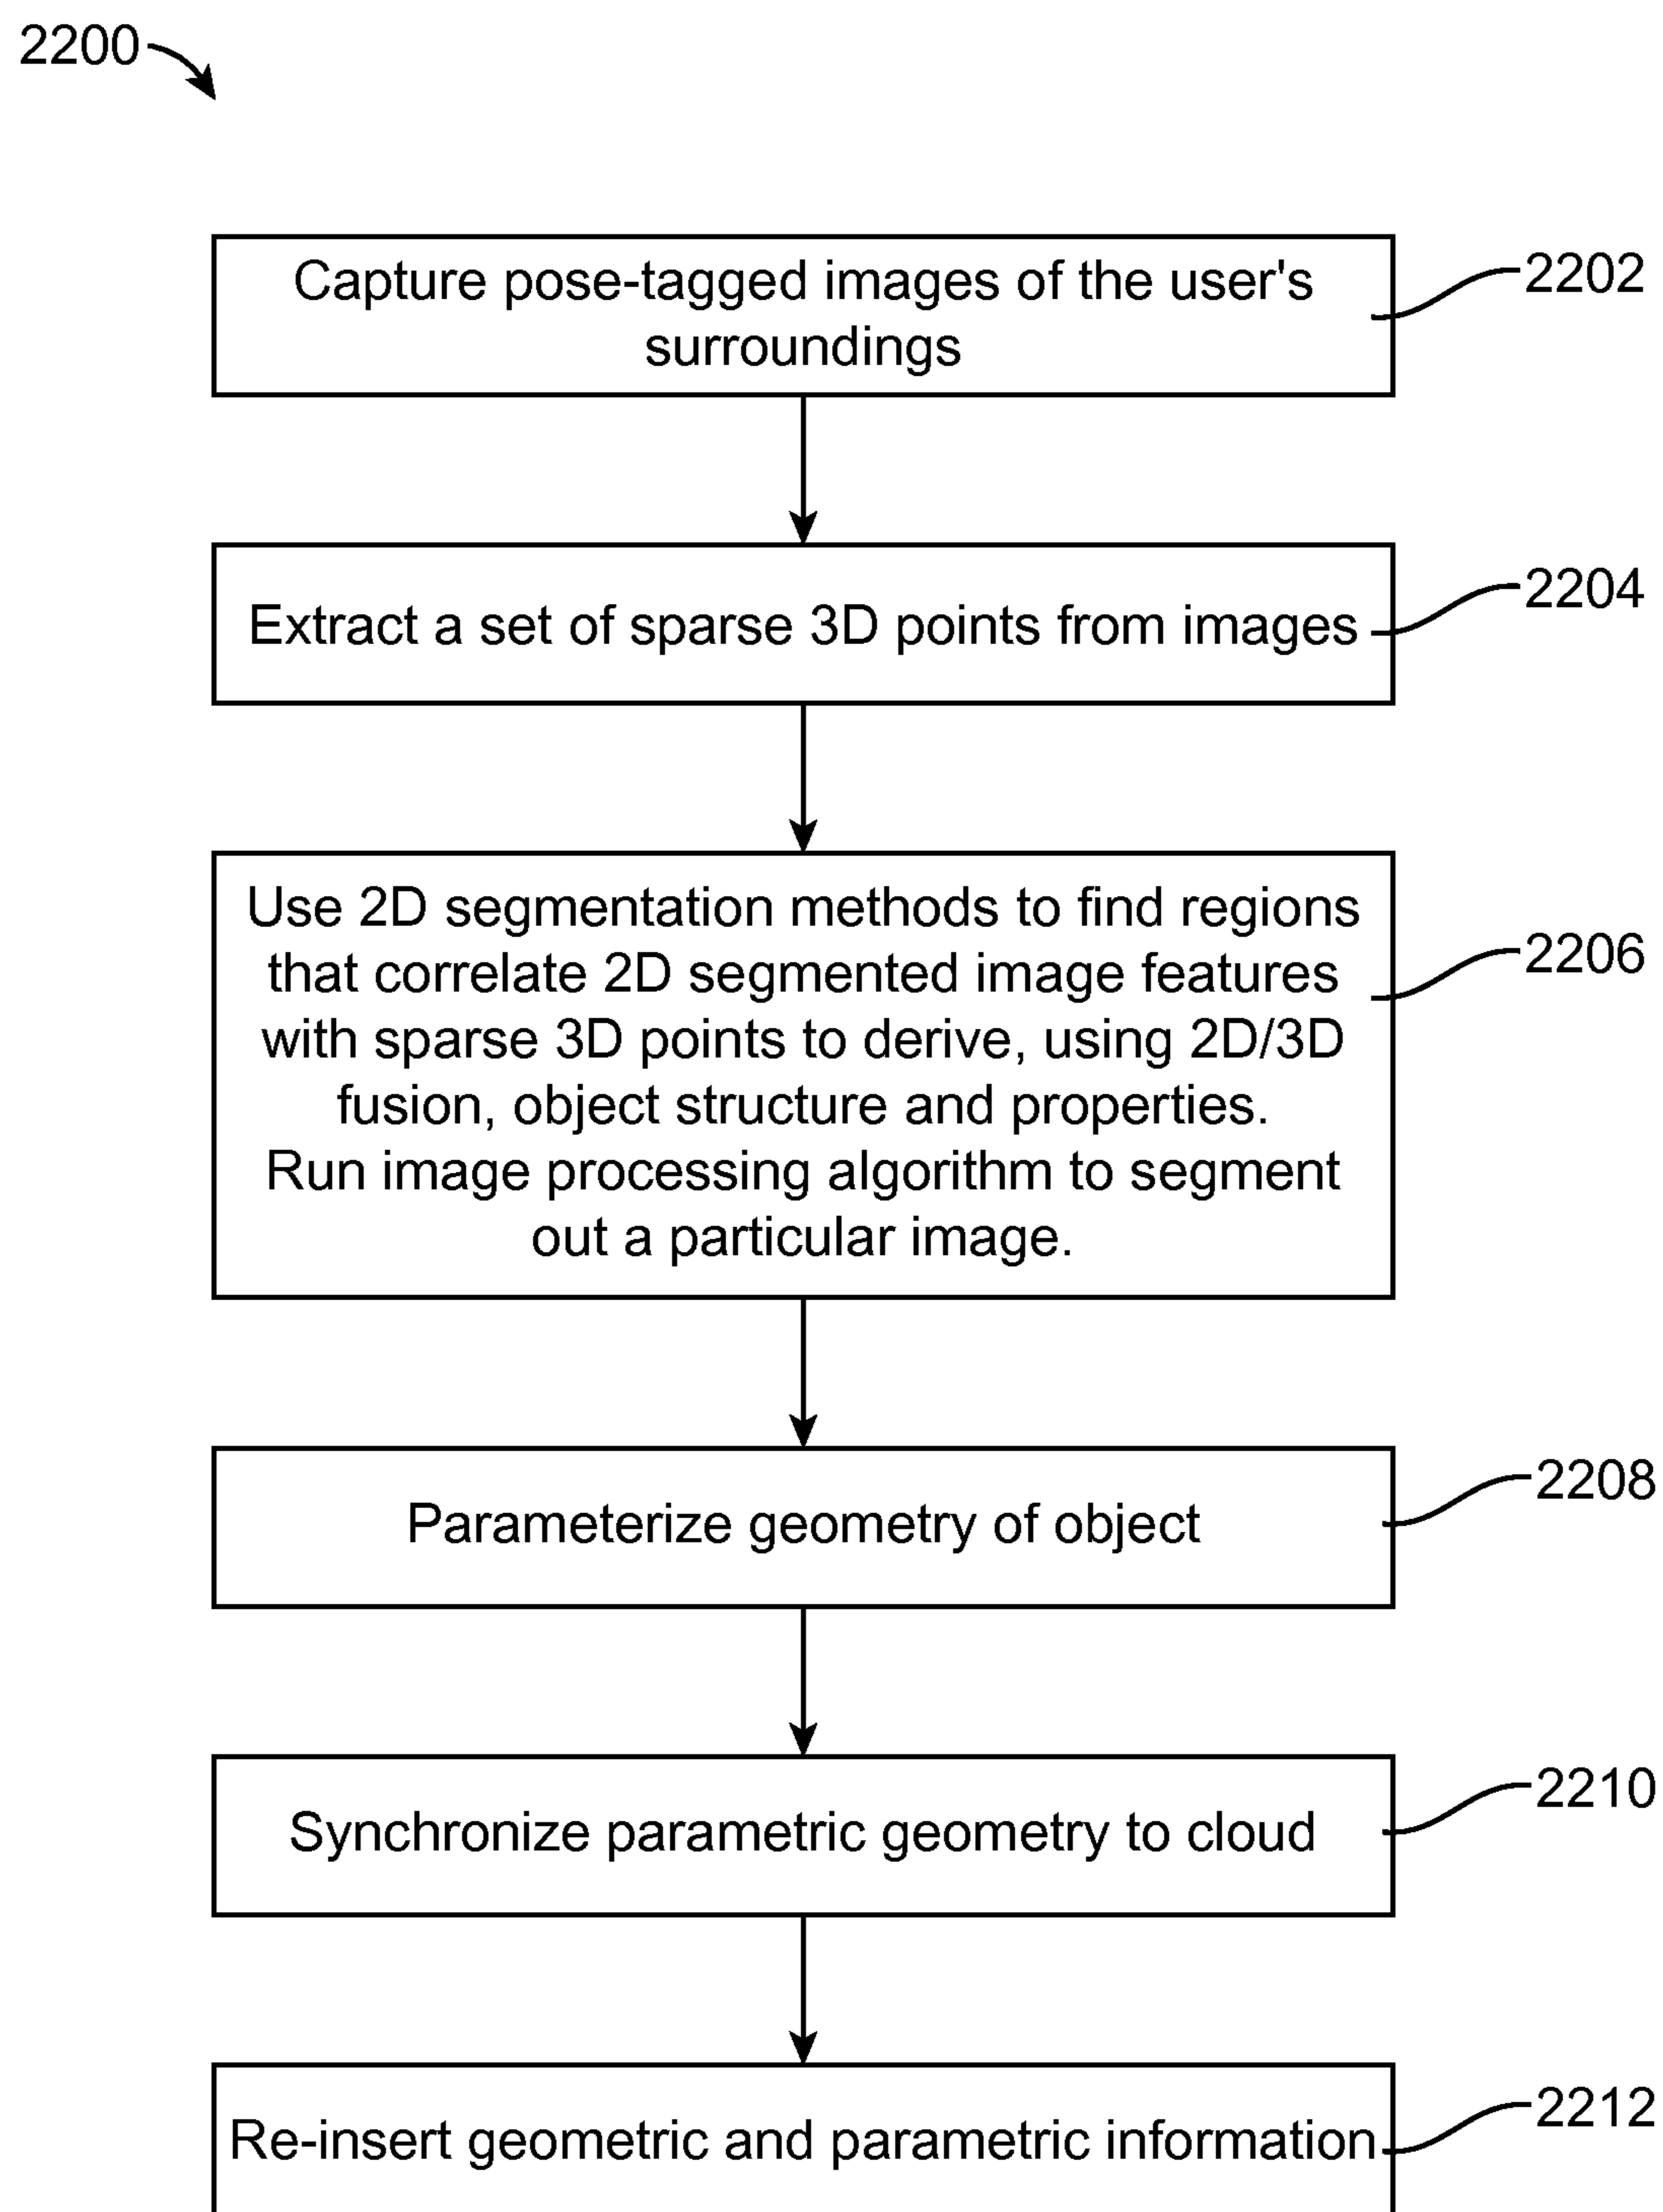 2200
Capture pose-tagged images of the user's
surroundings
2202
Extract a set of sparse 3D points from images
2204
Use 2D segmentation methods to find regions
that correlate 2D segmented image features
with sparse 3D points to derive, using 2D/3D
fusion, object structure and properties.
Run image processing algorithm to segment
out a particular image.
2206
Parameterize geometry of object
2208
Synchronize parametric geometry to cloud
2210
Re-insert geometric and parametric information
2212